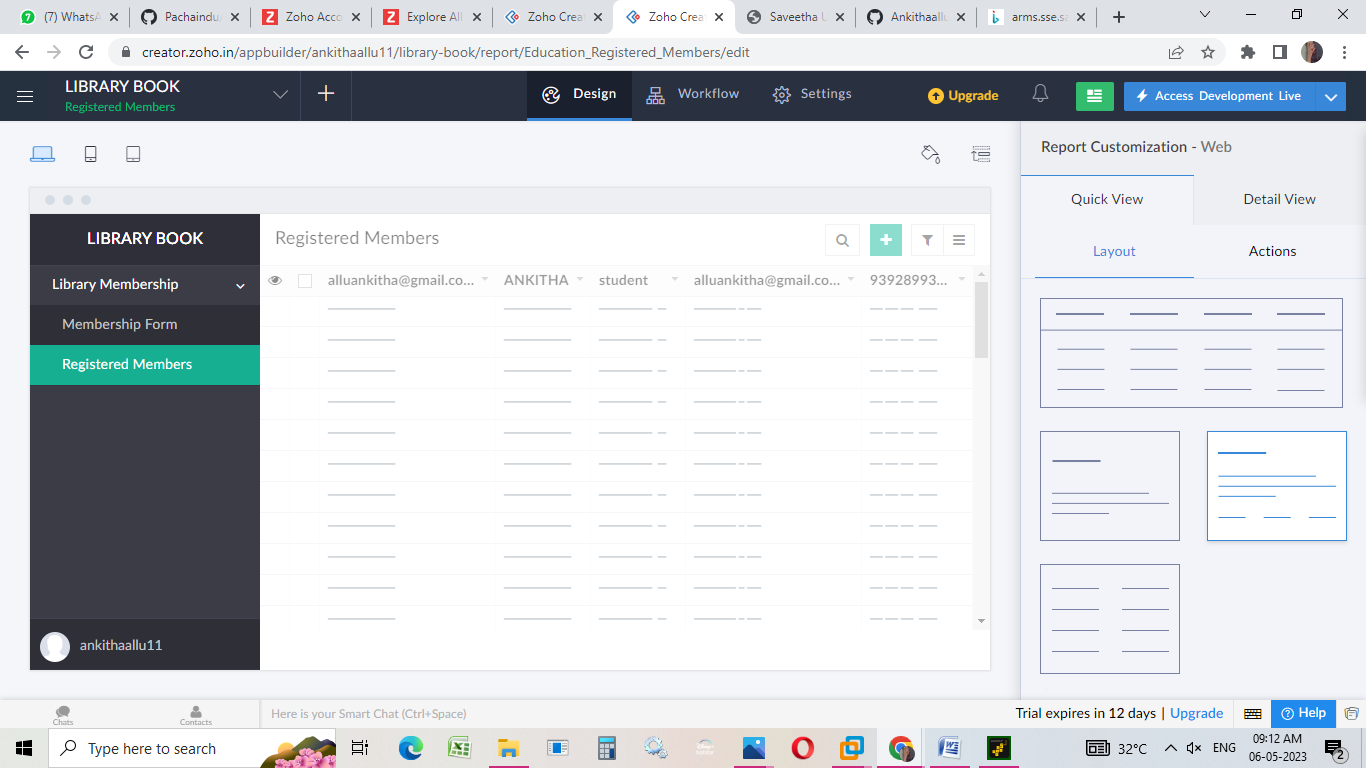 (7) WhatsA
Pachaindu
Zoho Acco
Explore All
Zoho Crea
Zoho Crea
Saveetha U
Ankithaallu
arms.sse.sa
creator.zoho.in/appbuilder/ankithaallu11/library-book/report/Education_Registered_Members/edit
LIBRARY BOOK
Registered Members
Design
Workflow
Settings
Upgrade
Access Development Live
Report Customization - Web
Quick View
Detail View
Layout
Actions
LIBRARY BOOK
Library Membership
Membership Form
Registered Members
ankithaallu11
Registered Members
alluankitha@gmail.co...
ANKITHA
student
alluankitha@gmail.co...
93928993...
Chats
Contacts
Here is your Smart Chat (Ctrl+Space)
Trial expires in 12 days | Upgrade
Help
Type here to search
32°C
ENG
09:12 AM
06-05-2023
2